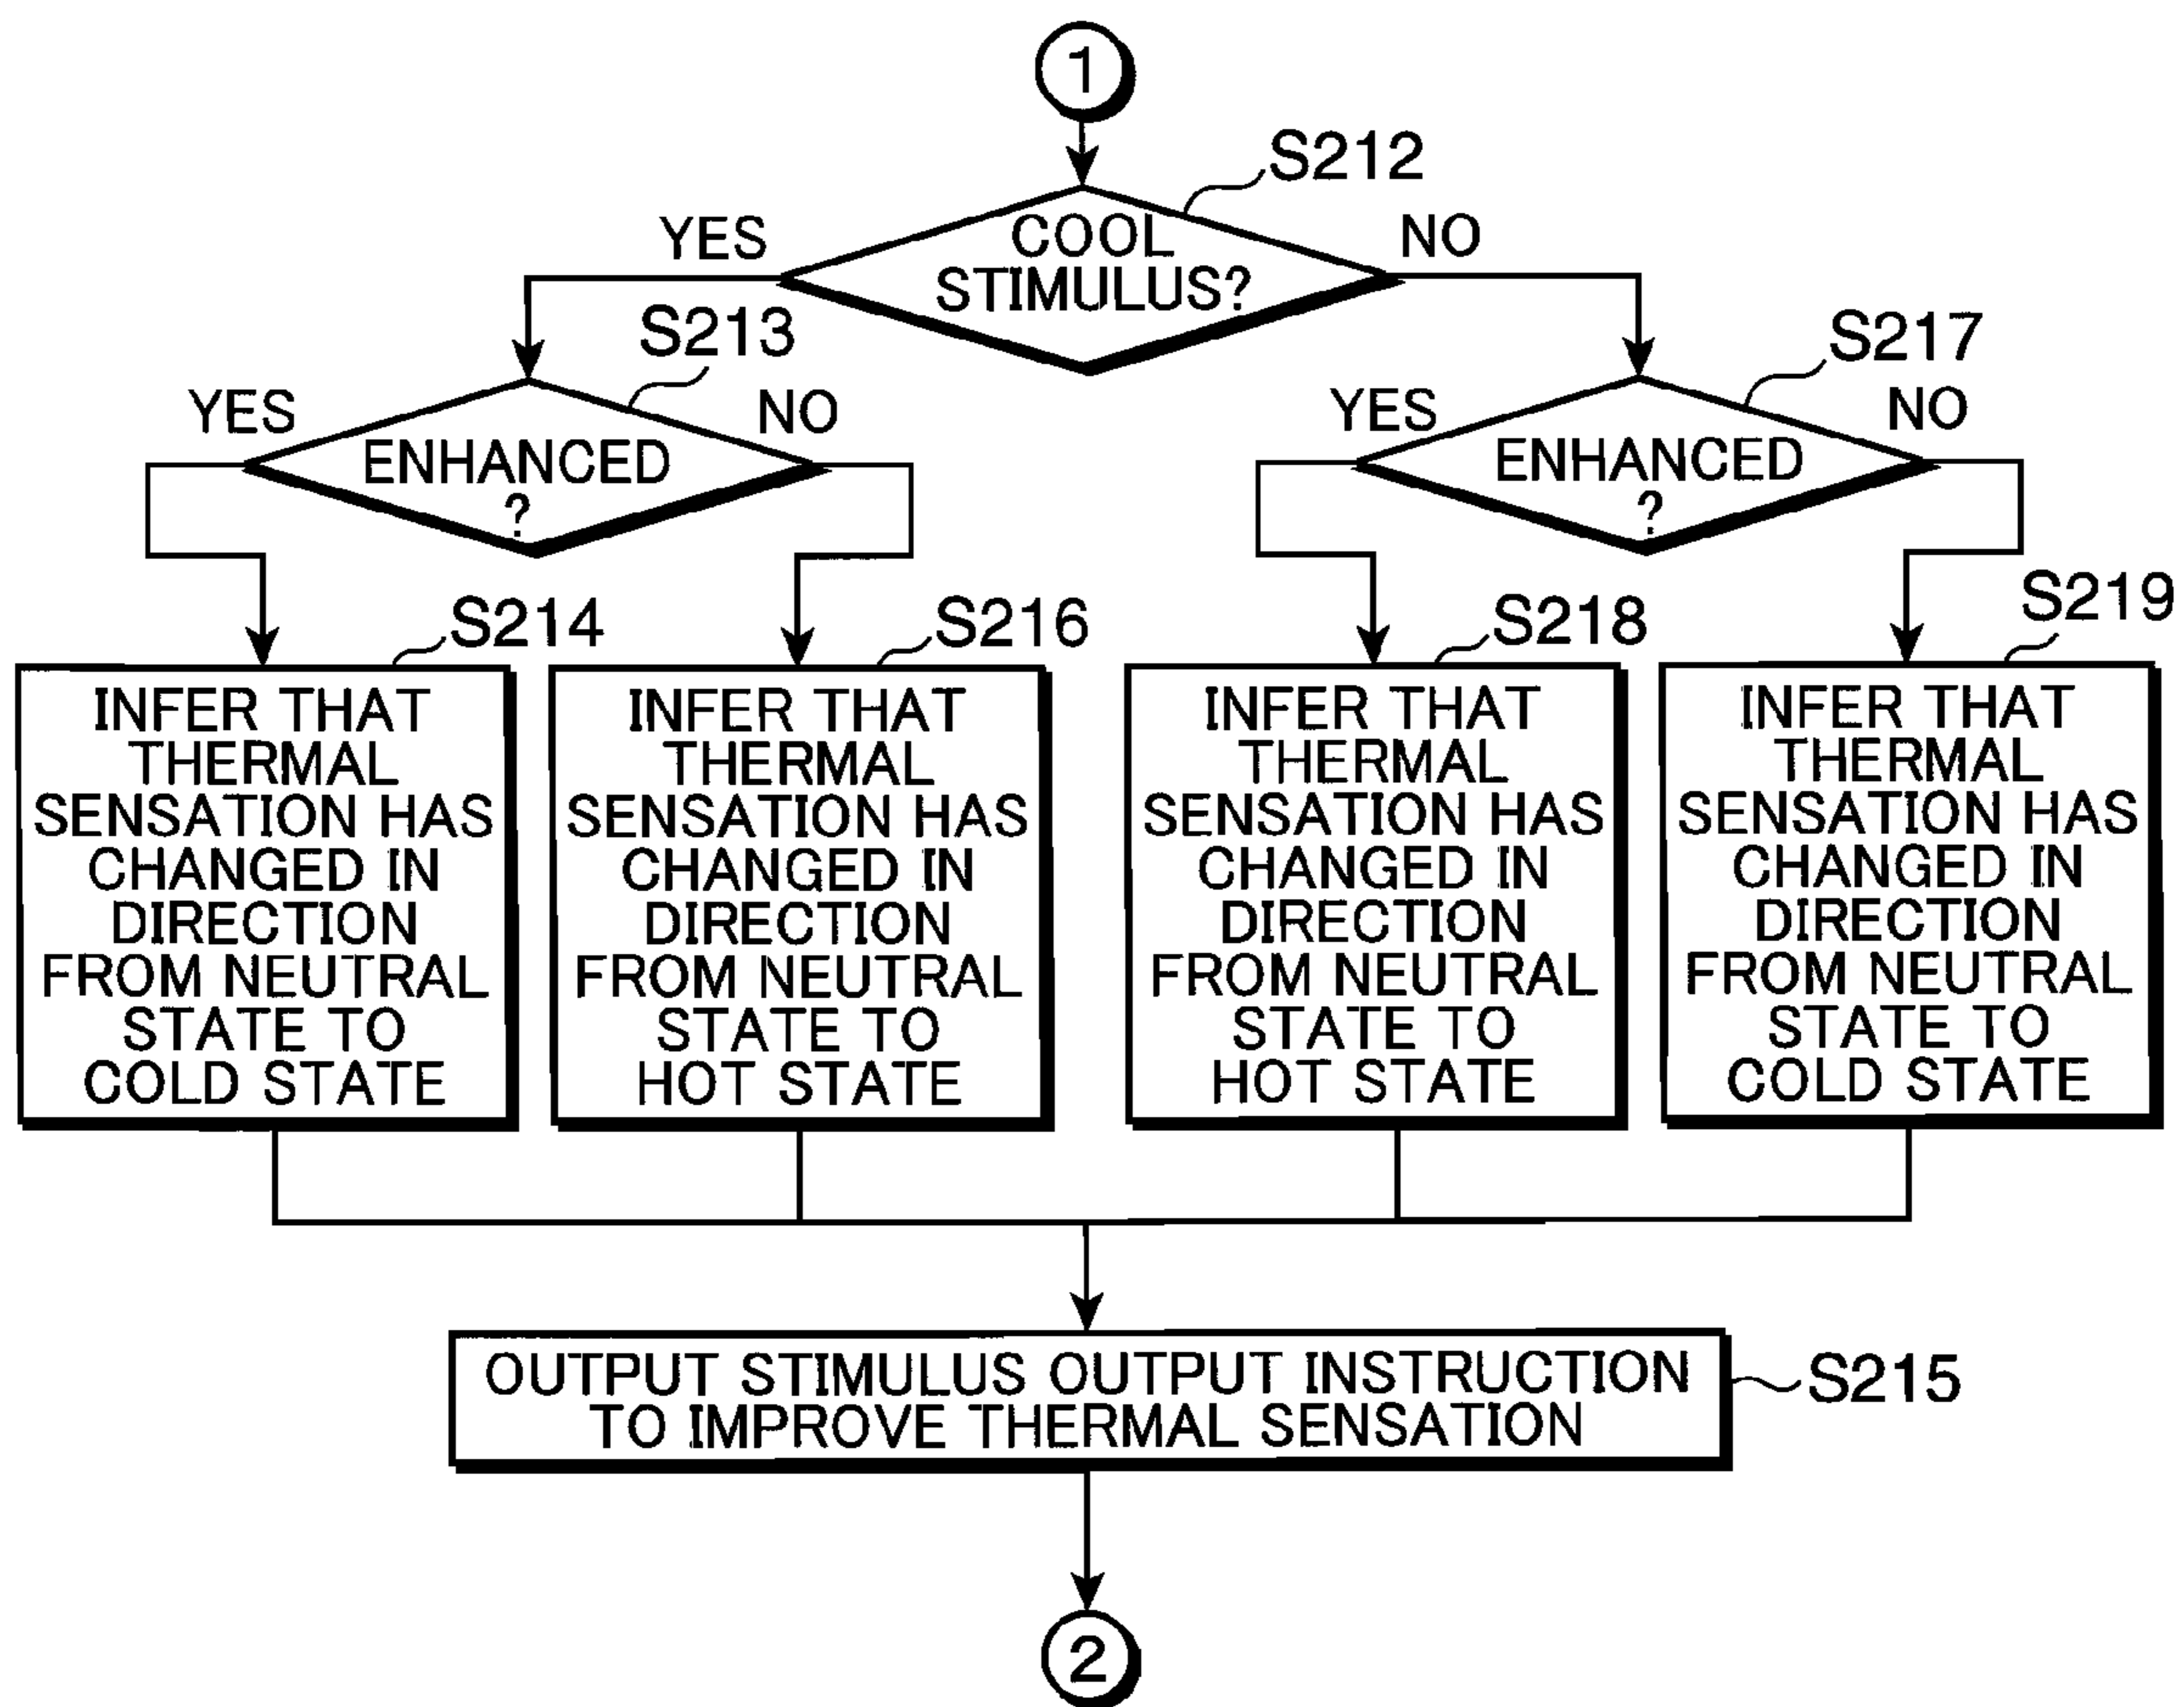 1
S212
YES
COOL
STIMULUS?
NO
S213
YES
ENHANCED
?
NO
S217
YES
ENHANCED
?
NO
S214
INFER THAT
THERMAL
SENSATION HAS
CHANGED IN
DIRECTION
FROM NEUTRAL
STATE TO
COLD STATE
S216
INFER THAT
THERMAL
SENSATION HAS
CHANGED IN
DIRECTION
FROM NEUTRAL
STATE TO
HOT STATE
S218
INFER THAT
THERMAL
SENSATION HAS
CHANGED IN
DIRECTION
FROM NEUTRAL
STATE TO
HOT STATE
S219
INFER THAT
THERMAL
SENSATION HAS
CHANGED IN
DIRECTION
FROM NEUTRAL
STATE TO
COLD STATE
OUTPUT STIMULUS OUTPUT INSTRUCTION
TO IMPROVE THERMAL SENSATION
S215
2